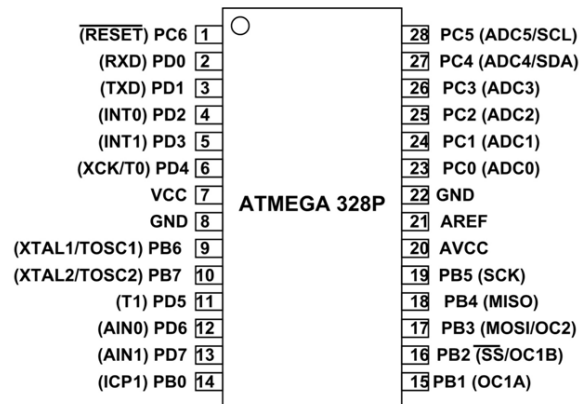 (RESET) PC6 1
(RXD) PD0 2
(TXD) PD1 3
(INT0) PD2 4
(INT1) PD3 5
(XCK/T0) PD4 6
VCC 7
GND 8
(XTAL1/TOSC1) PB6 9
(XTAL2/TOSC2) PB7 10
(T1) PD5 11
(AIN0) PD6 12
(AIN1) PD7 13
(ICP1) PB0 14
ATMEGA 328P
28 PC5 (ADC5/SCL)
27 PC4 (ADC4/SDA)
26 PC3 (ADC3)
25 PC2 (ADC2)
24 PC1 (ADC1)
23 PC0 (ADC0)
22 GND
21 AREF
20 AVCC
19 PB5 (SCK)
18 PB4 (MISO)
17 PB3 (MOSI/OC2)
16 PB2 (SS/OC1B)
15 PB1 (OC1A)